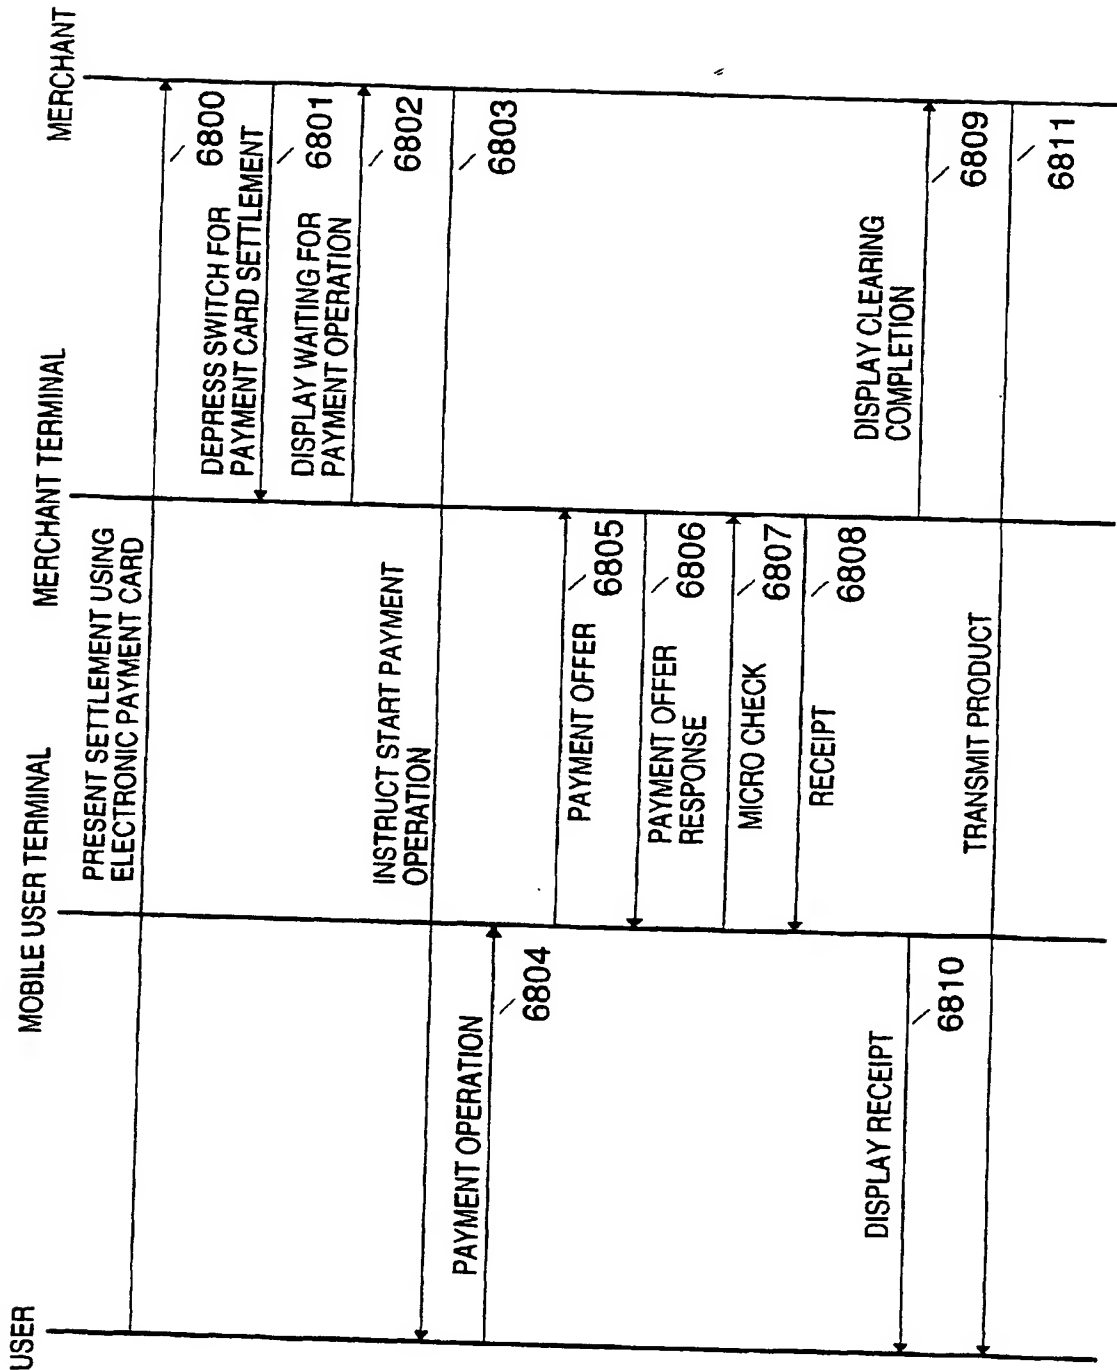 USER
MOBILE USER TERMINAL
MERCHANT TERMINAL
MERCHANT
PRESENT SETTLEMENT USING
ELECTRONIC PAYMENT CARD
6800
DEPRESS SWITCH FOR
PAYMENT CARD SETTLEMENT
6801
DISPLAY WAITING FOR
PAYMENT OPERATION
6802
INSTRUCT START PAYMENT
OPERATION
6803
PAYMENT OPERATION
6804
PAYMENT OFFER
6805
PAYMENT OFFER
RESPONSE
6806
MICRO CHECK
6807
RECEIPT
6808
DISPLAY CLEARING
COMPLETION
6809
DISPLAY RECEIPT
6810
TRANSMIT PRODUCT
6811